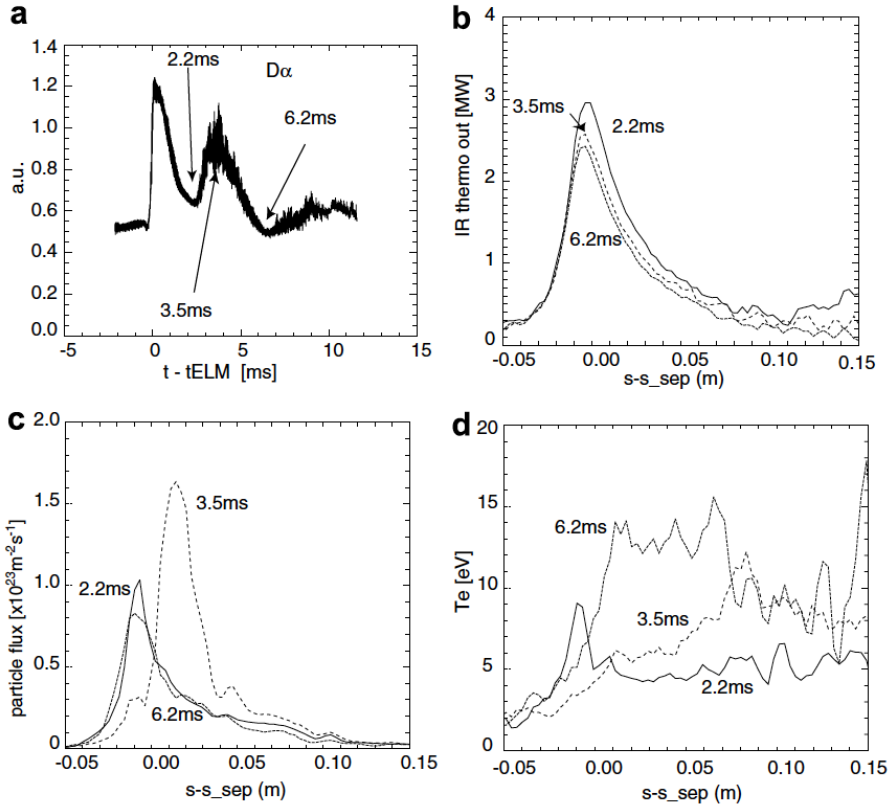 a
1.4
1.2
1.0
0.8
0.6
0.4
0.2
0.0
a.u.
2.2ms
Dα
6.2ms
3.5ms
-5
0
5
10
15
t - tELM [ms]
b
4
3
2
1
0
IR thermo out [MW]
3.5ms
2.2ms
6.2ms
-0.05
0.00
0.05
0.10
0.15
s-s_sep (m)
c
2.0
1.5
1.0
0.5
0
particle flux [x10²³m⁻²s⁻¹]
3.5ms
2.2ms
6.2ms
-0.05
0.00
0.05
0.10
0.15
s-s_sep (m)
d
20
15
10
5
0
Te [eV]
6.2ms
3.5ms
2.2ms
-0.05
0.00
0.05
0.10
0.15
s-s_sep (m)